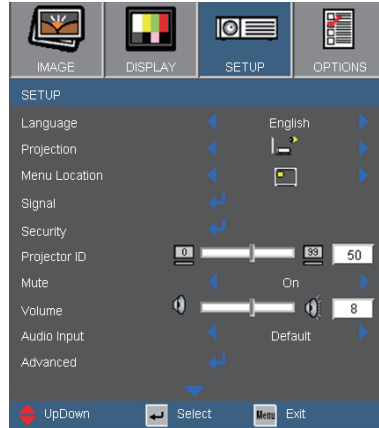 IMAGE DISPLAY SETUP OPTIONS
SETUP
Language English
Projection
Menu Location
Signal
Security
Projector ID 0 99 50
Mute On
Volume 8
Audio Input Default
Advanced
UpDown Select Menu Exit